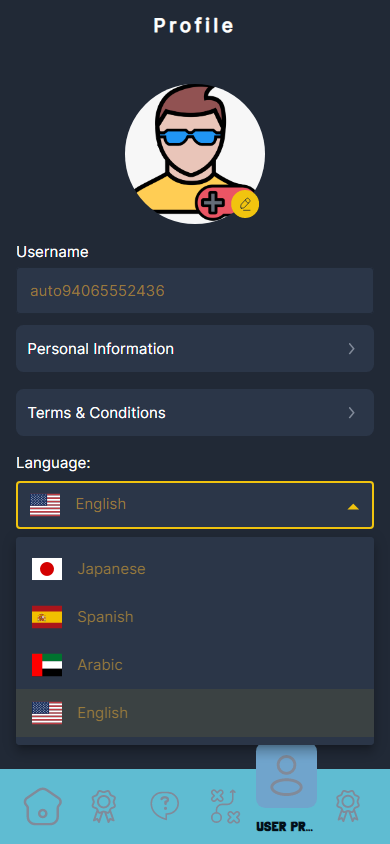 Profile
Username
auto94065552436
Personal Information
Terms & Conditions
Language:
English
Japanese
Spanish
Arabic
English
USER PR...